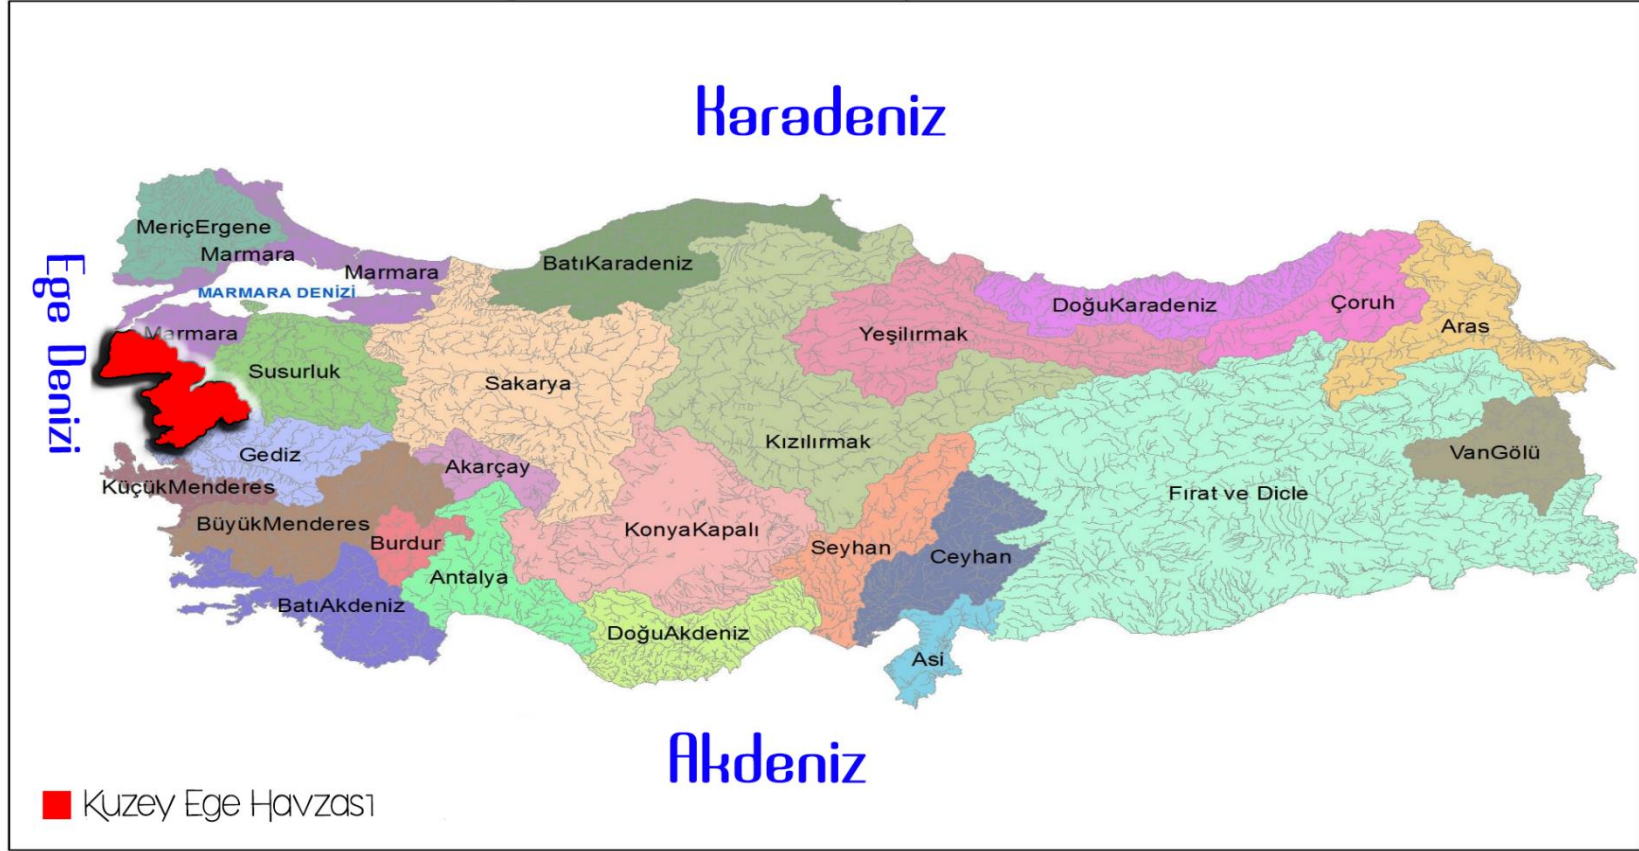 Karadeniz
MeriçErgene
Marmara
Marmara
BatıKaradeniz
MARMARA DENİZİ
DoğuKaradeniz
Çoruh
Aras
Yeşilırmak
Marmara
Ege Denizi
Susurluk
Sakarya
Kızılırmak
VanGölü
Gediz
Akarçay
KüçükMenderes
Fırat ve Dicle
BüyükMenderes
KonyaKapalı
Burdur
Seyhan
Ceyhan
Antalya
BatıAkdeniz
DoğuAkdeniz
Asi
Akdeniz
Kuzey Ege Havzası